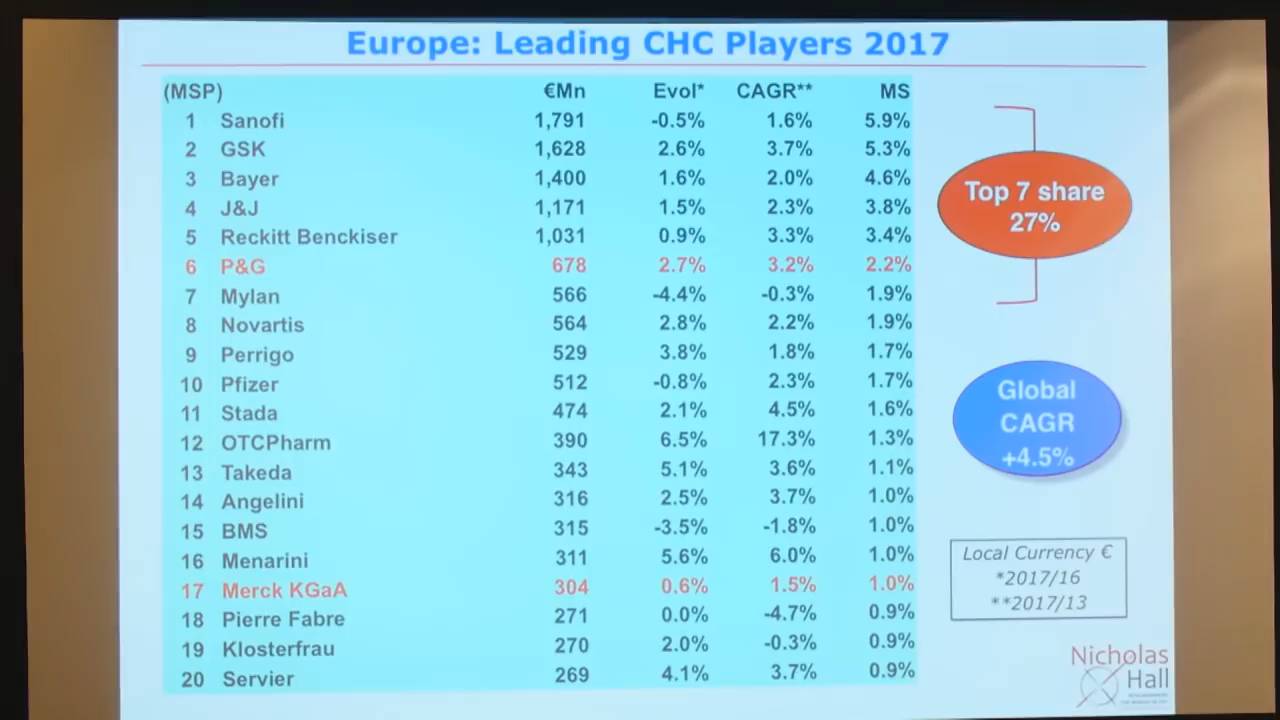 Europe: Leading CHC Players 2017
(MSP) €Mn Evol* CAGR** MS
1 Sanofi 1,791 -0.5% 1.6% 5.9%
2 GSK 1,628 2.6% 3.7% 5.3%
3 Bayer 1,400 1.6% 2.0% 4.6%
4 J&J 1,171 1.5% 2.3% 3.8%
5 Reckitt Benckiser 1,031 0.9% 3.3% 3.4%
6 P&G 678 2.7% 3.2% 2.2%
7 Mylan 566 -4.4% -0.3% 1.9%
8 Novartis 564 2.8% 2.2% 1.9%
9 Perrigo 529 3.8% 1.8% 1.7%
10 Pfizer 512 -0.8% 2.3% 1.7%
11 Stada 474 2.1% 4.5% 1.6%
12 OTCPharm 390 6.5% 17.3% 1.3%
13 Takeda 343 5.1% 3.6% 1.1%
14 Angelini 316 2.5% 3.7% 1.0%
15 BMS 315 -3.5% -1.8% 1.0%
16 Menarini 311 5.6% 6.0% 1.0%
17 Merck KGaA 304 0.6% 1.5% 1.0%
18 Pierre Fabre 271 0.0% -4.7% 0.9%
19 Klosterfrau 270 2.0% -0.3% 0.9%
20 Servier 269 4.1% 3.7% 0.9%
Top 7 share
27%
Global
CAGR
+4.5%
Local Currency €
*2017/16
**2017/13
Nicholas
Hall